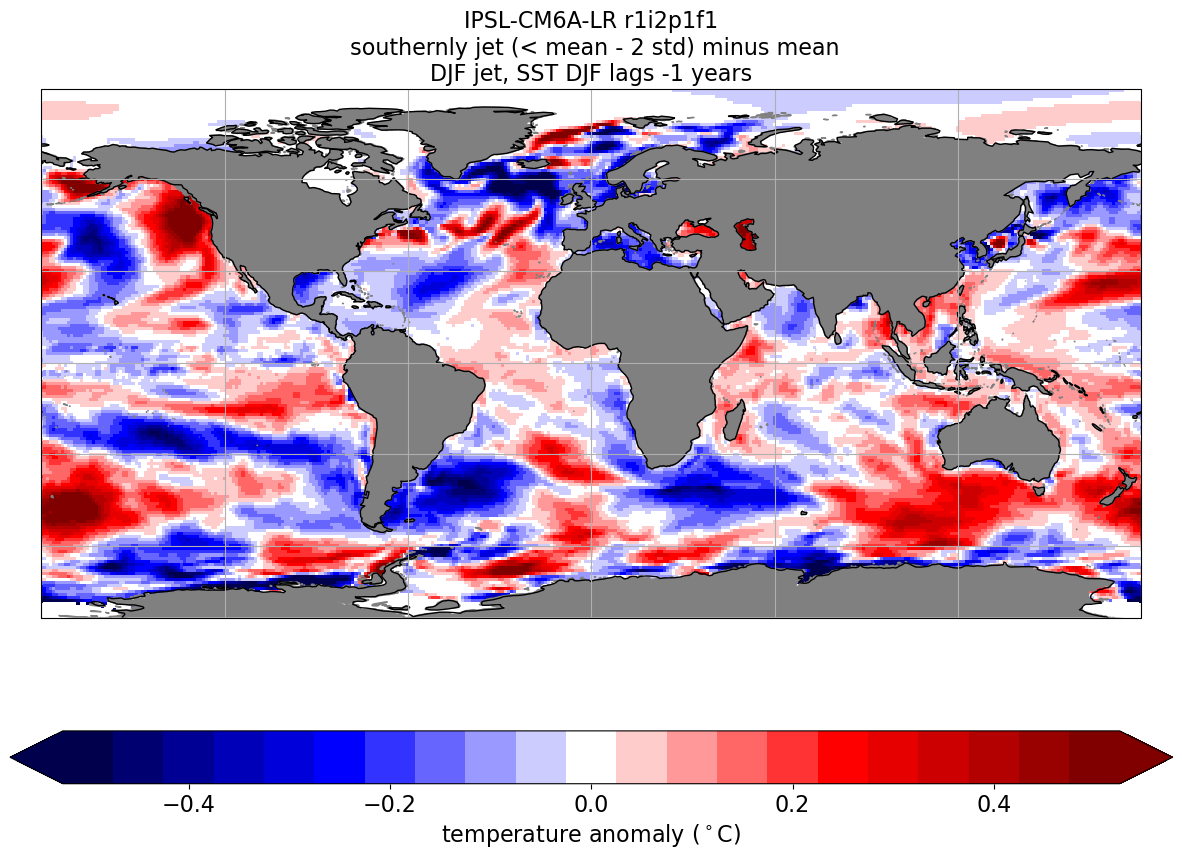 IPSL-CM6A-LR r1i2p1f1
southernly jet (< mean - 2 std) minus mean
DJF jet, SST DJF lags -1 years
−0.4 −0.2 0.0 0.2 0.4
temperature anomaly (°C)